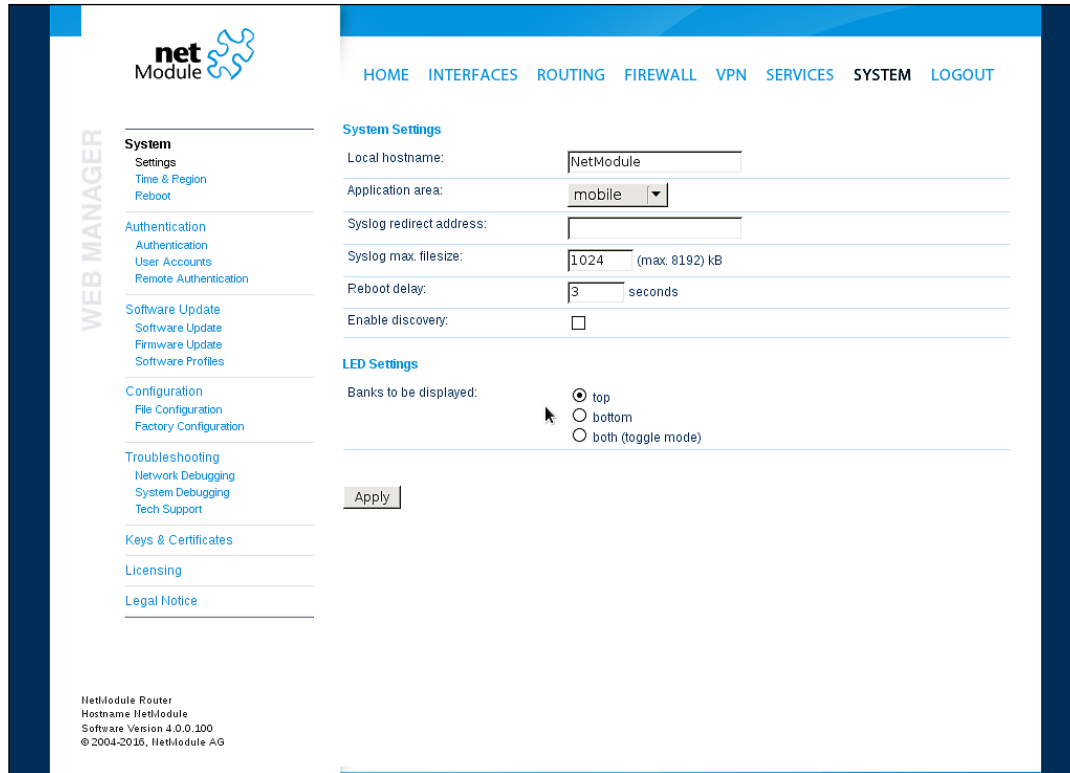 net
Module
HOME INTERFACES ROUTING FIREWALL VPN SERVICES SYSTEM LOGOUT
WEB MANAGER
System
Settings
Time & Region
Reboot
Authentication
Authentication
User Accounts
Remote Authentication
Software Update
Software Update
Firmware Update
Software Profiles
Configuration
File Configuration
Factory Configuration
Troubleshooting
Network Debugging
System Debugging
Tech Support
Keys & Certificates
Licensing
Legal Notice
NetModule Router
Hostname NetModule
Software Version 4.0.0.100
© 2004-2016, NetModule AG
System Settings
Local hostname: NetModule
Application area: mobile
Syslog redirect address:
Syslog max. filesize: 1024 (max. 8192) kB
Reboot delay: 3 seconds
Enable discovery:
LED Settings
Banks to be displayed: top
bottom
both (toggle mode)
Apply